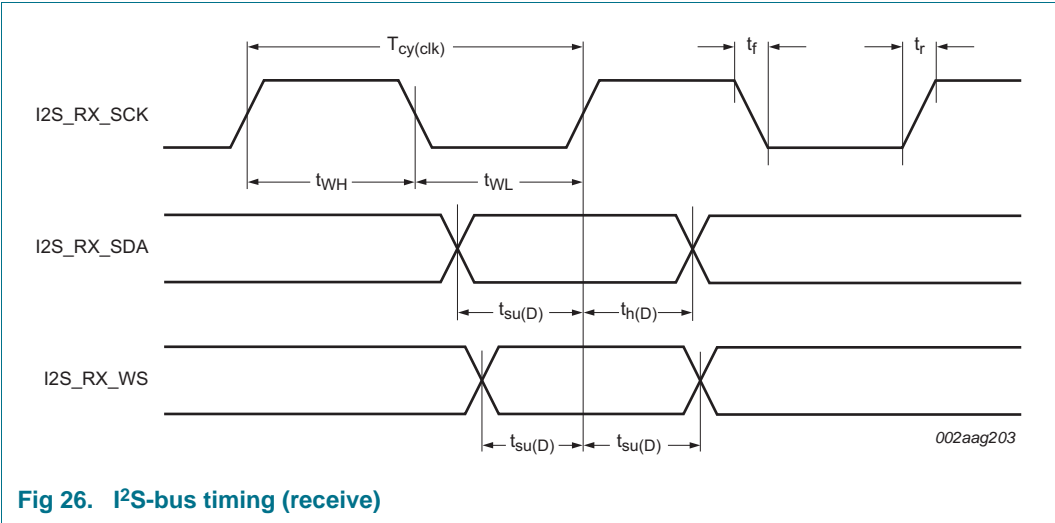 T_cy(clk)
t_f
t_r
I2S_RX_SCK
t_WH
t_WL
I2S_RX_SDA
t_su(D)
t_h(D)
I2S_RX_WS
t_su(D)
t_su(D)
002aag203
Fig 26. I²S-bus timing (receive)